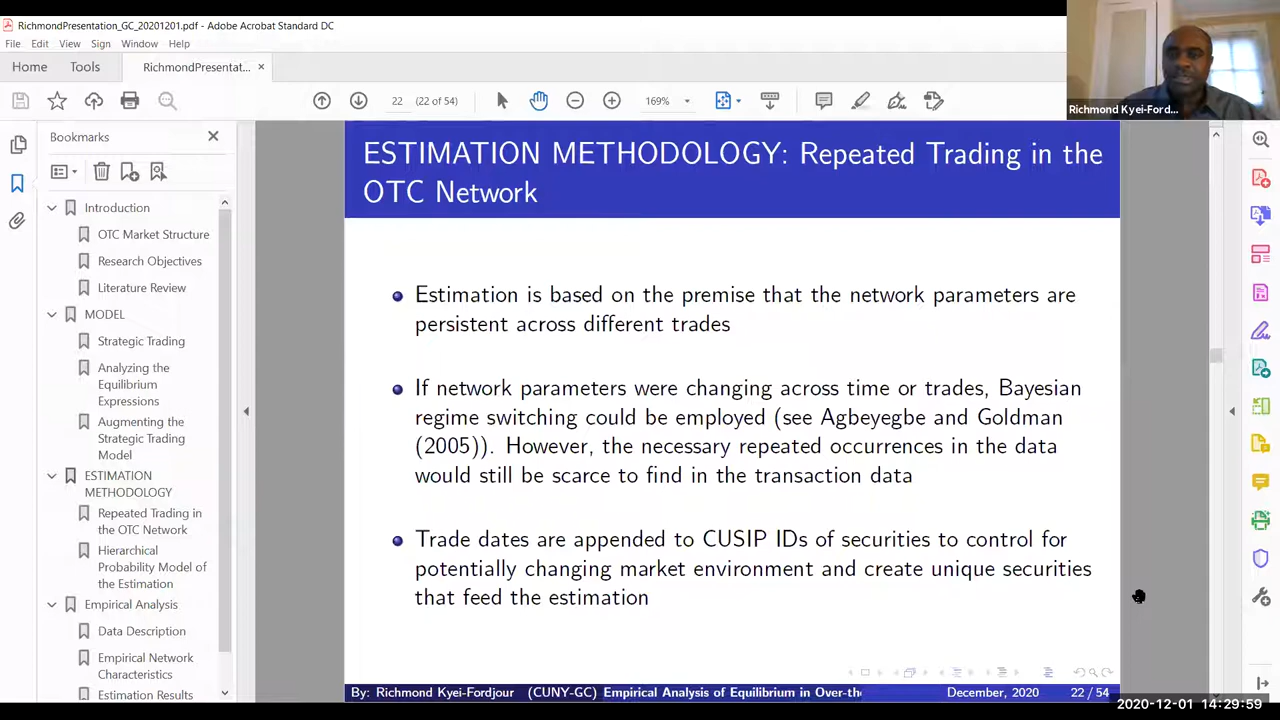 RichmondPresentation_GC_20201201.pdf - Adobe Acrobat Standard DC
File Edit View Sign Window Help
Home Tools RichmondPresentat... ×
22 (22 of 54) 169%
Richmond Kyei-Ford...
Bookmarks
Introduction
OTC Market Structure
Research Objectives
Literature Review
MODEL
Strategic Trading
Analyzing the
Equilibrium
Expressions
Augmenting the
Strategic Trading
Model
ESTIMATION
METHODOLOGY
Repeated Trading in
the OTC Network
Hierarchical
Probability Model of
the Estimation
Empirical Analysis
Data Description
Empirical Network
Characteristics
Estimation Results
ESTIMATION METHODOLOGY: Repeated Trading in the
OTC Network
Estimation is based on the premise that the network parameters are
persistent across different trades
If network parameters were changing across time or trades, Bayesian
regime switching could be employed (see Agbeyegbe and Goldman
(2005)). However, the necessary repeated occurrences in the data
would still be scarce to find in the transaction data
Trade dates are appended to CUSIP IDs of securities to control for
potentially changing market environment and create unique securities
that feed the estimation
By: Richmond Kyei-Fordjour (CUNY-GC) Empirical Analysis of Equilibrium in Over-the December, 2020 22 / 54
2020-12-01 14:29:59